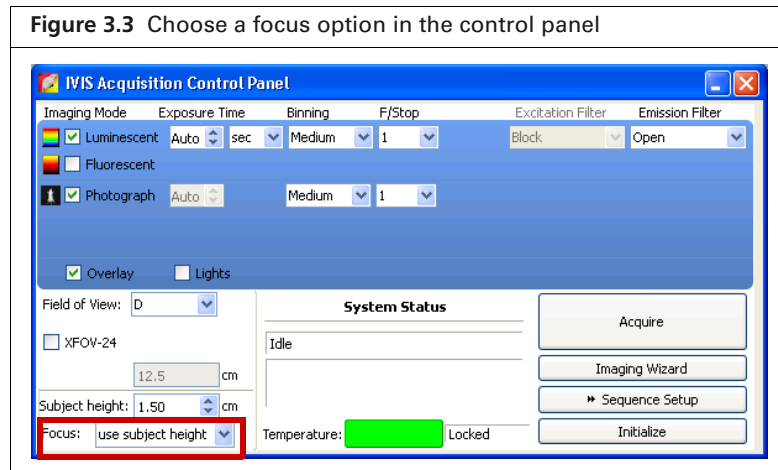 Figure 3.3 Choose a focus option in the control panel
IVIS Acquisition Control Panel
Imaging Mode Exposure Time Binning F/Stop Excitation Filter Emission Filter
Luminescent Auto sec Medium 1 Block Open
Fluorescent
Photograph Auto Medium 1
Overlay Lights
Field of View: D
XFOV-24
12.5 cm
Subject height: 1.50 cm
Focus: use subject height
System Status
Idle
Temperature: Locked
Acquire
Imaging Wizard
Sequence Setup
Initialize